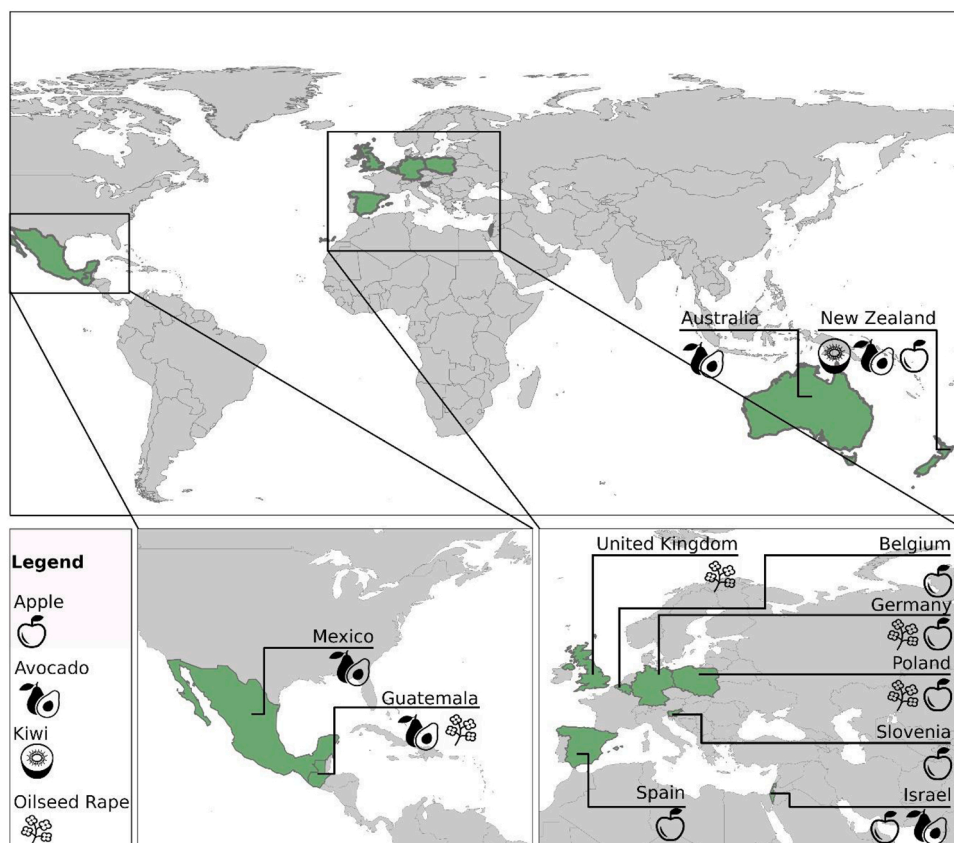 Australia
New Zealand
Legend
Apple
Avocado
Kiwi
Oilseed Rape
Mexico
Guatemala
United Kingdom
Belgium
Germany
Poland
Slovenia
Spain
Israel